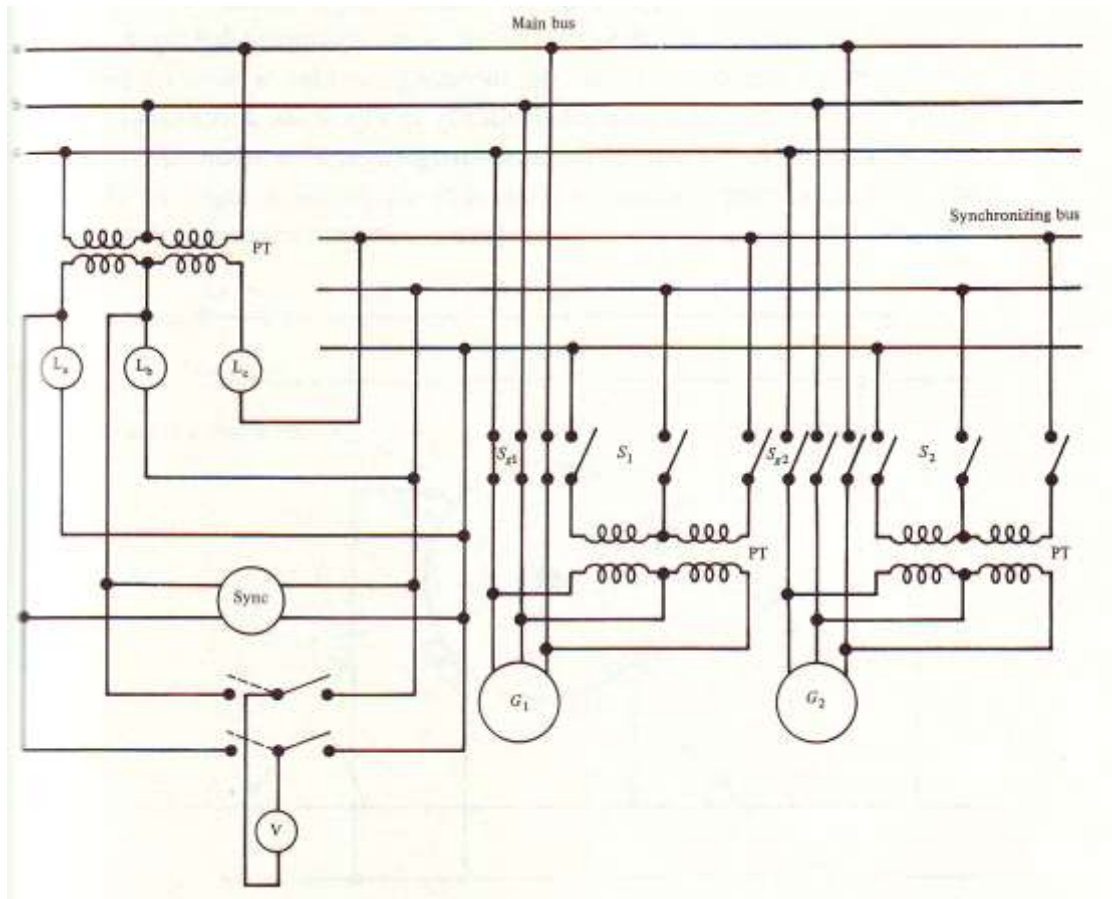 Main bus
a
b
c
Synchronizing bus
PT
Lₐ
L_b
L_c
S_g1
S₁
S_g2
S₂
PT
PT
Sync
G₁
G₂
V